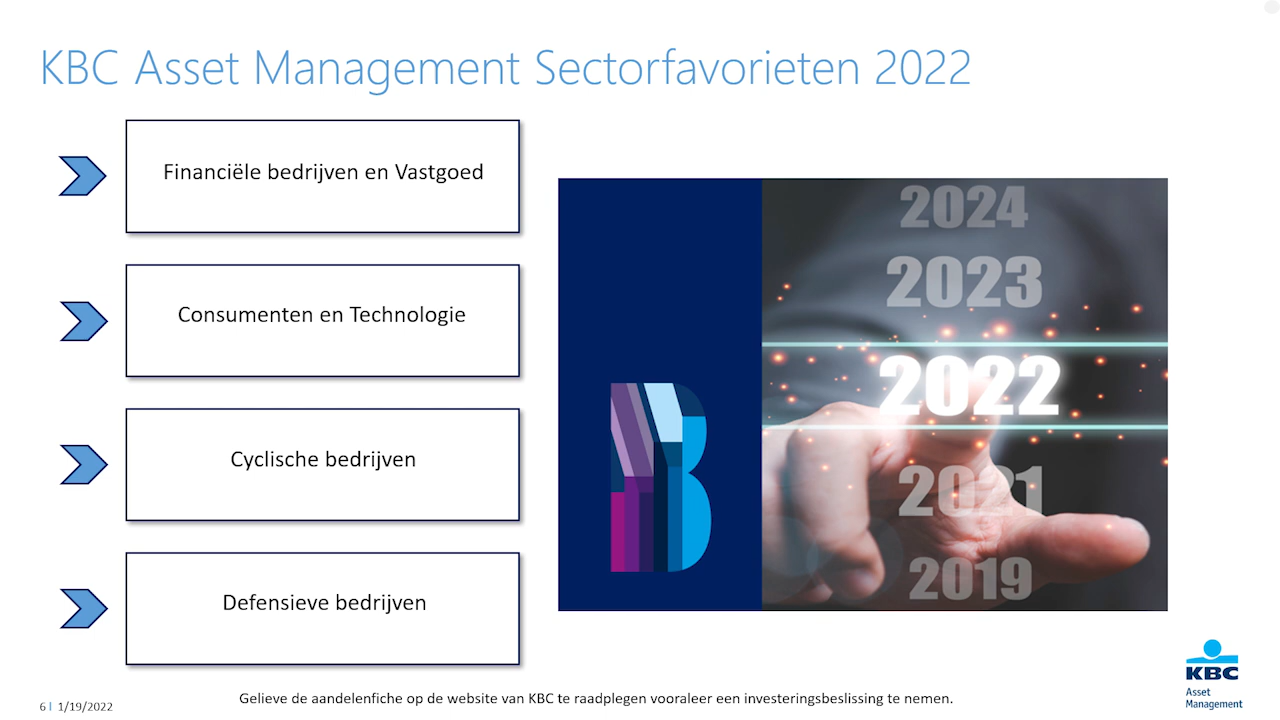 KBC Asset Management Sectorfavorieten 2022
Financiële bedrijven en Vastgoed
Consumenten en Technologie
Cyclische bedrijven
Defensieve bedrijven
2024
2023
2022
2021
2019
B
KBC
Asset
Management
Gelieve de aandelenfiche op de website van KBC te raadplegen vooraleer een investeringsbeslissing te nemen.
6 | 1/19/2022